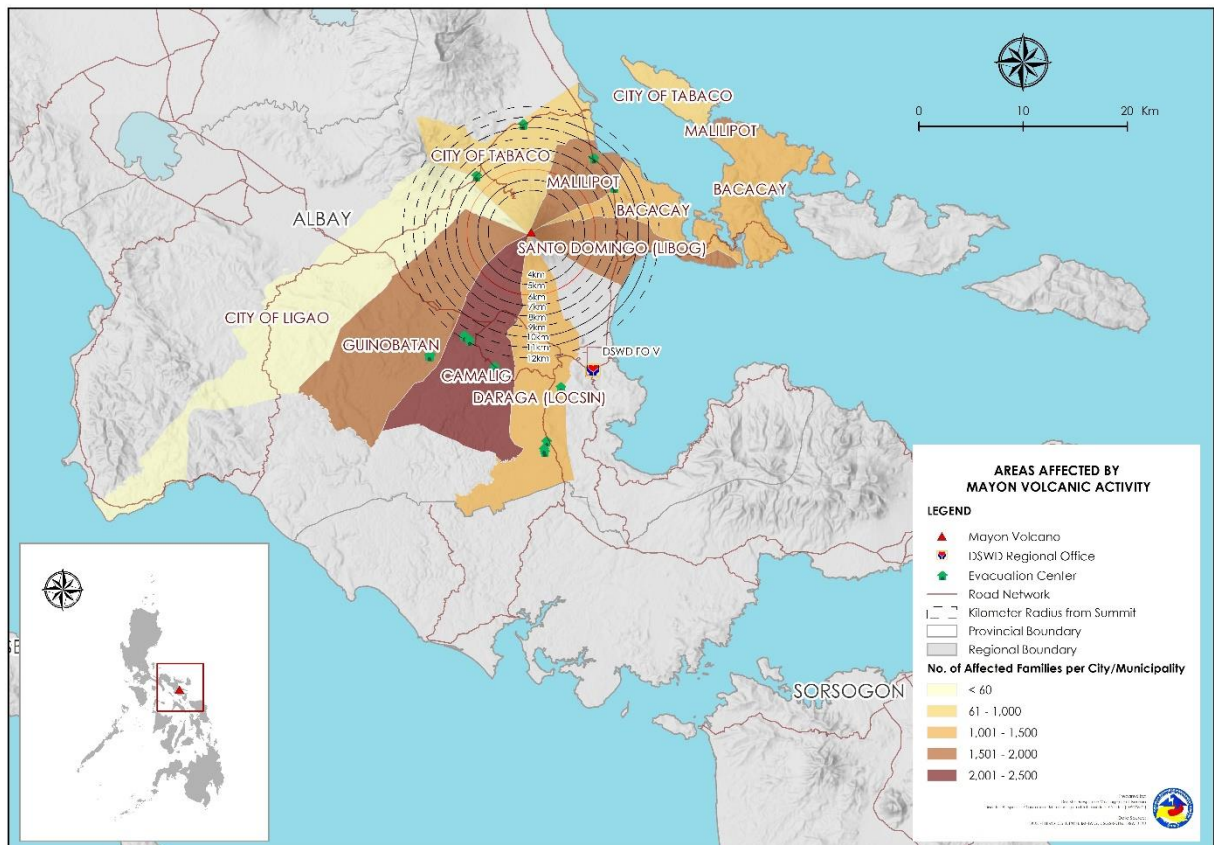 CITY OF TABACO
MALILIPOT
BACACAY
CITY OF TABACO
MALILIPOT
BACACAY
ALBAY
SANTO DOMINGO (LIBOG)
4km
5km
6km
7km
8km
9km
10km
11km
12km
CITY OF LIGAO
GUINOBATAN
CAMALIG
DARAGA (LOCSIN)
DSWD FO V
SORSOGON
0 10 20 Km
AREAS AFFECTED BY
MAYON VOLCANIC ACTIVITY
LEGEND
Mayon Volcano
DSWD Regional Office
Evacuation Center
Road Network
Kilometer Radius from Summit
Provincial Boundary
Regional Boundary
No. of Affected Families per City/Municipality
< 60
61 - 1,000
1,001 - 1,500
1,501 - 2,000
2,001 - 2,500